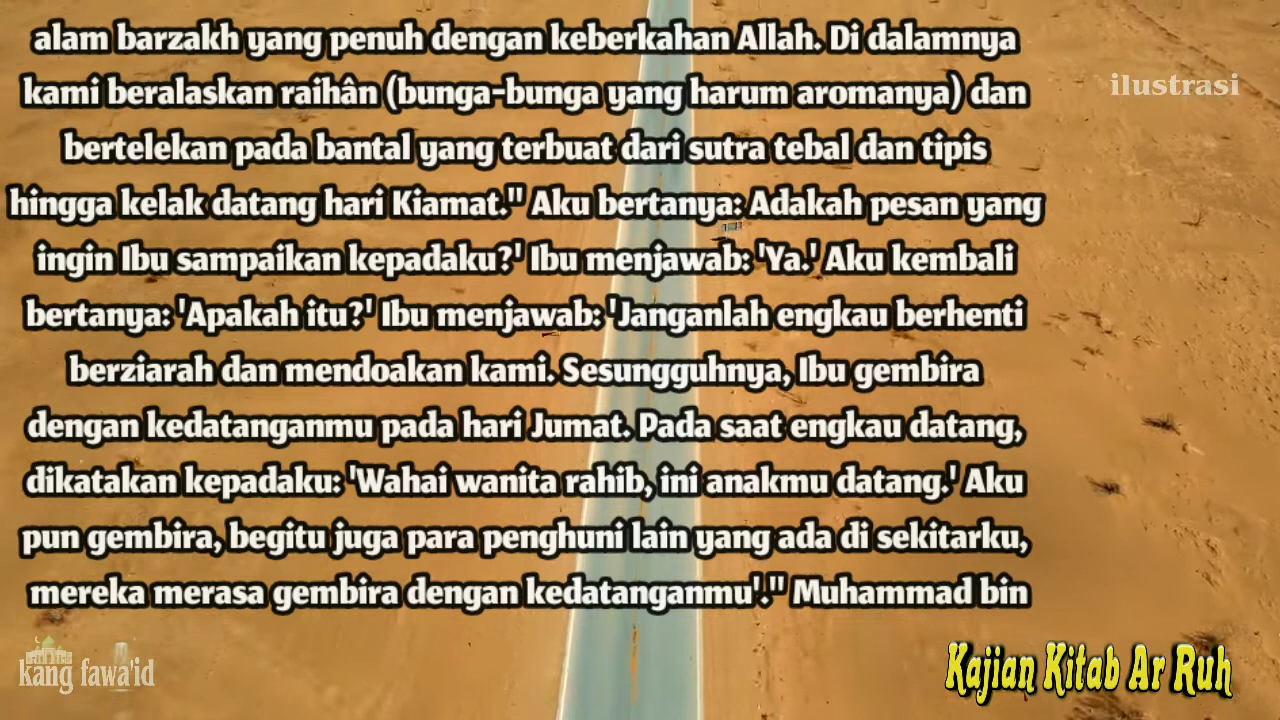 alam barzakh yang penuh dengan keberkahan Allah. Di dalamnya
kami beralaskan raihân (bunga-bunga yang harum aromanya) dan
bertelekan pada bantal yang terbuat dari sutra tebal dan tipis
hingga kelak datang hari Kiamat." Aku bertanya: Adakah pesan yang
ingin Ibu sampaikan kepadaku?' Ibu menjawab: 'Ya.' Aku kembali
bertanya: 'Apakah itu?' Ibu menjawab: 'Janganlah engkau berhenti
berziarah dan mendoakan kami. Sesungguhnya, Ibu gembira
dengan kedatanganmu pada hari Jumat. Pada saat engkau datang,
dikatakan kepadaku: 'Wahai wanita rahib, ini anakmu datang.' Aku
pun gembira, begitu juga para penghuni lain yang ada di sekitarku,
mereka merasa gembira dengan kedatanganmu'." Muhammad bin
ilustrasi
kang fawa'id
Kajian Kitab Ar Ruh